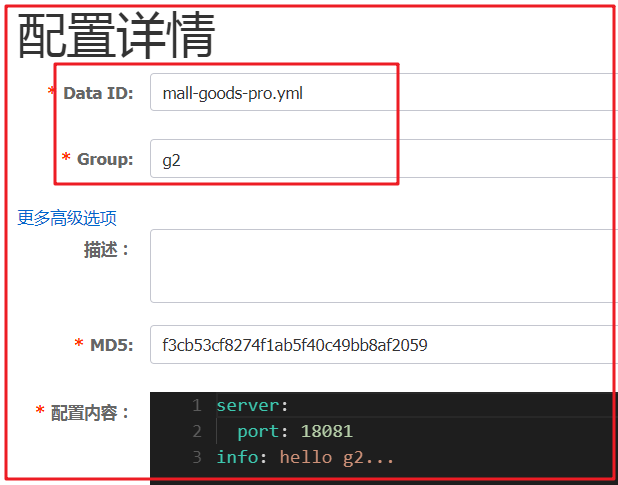 配置详情
* Data ID: mall-goods-pro.yml
* Group: g2
更多高级选项
描述：
* MD5: f3cb53cf8274f1ab5f40c49bb8af2059
* 配置内容：
1 server:
2 port: 18081
3 info: hello g2...